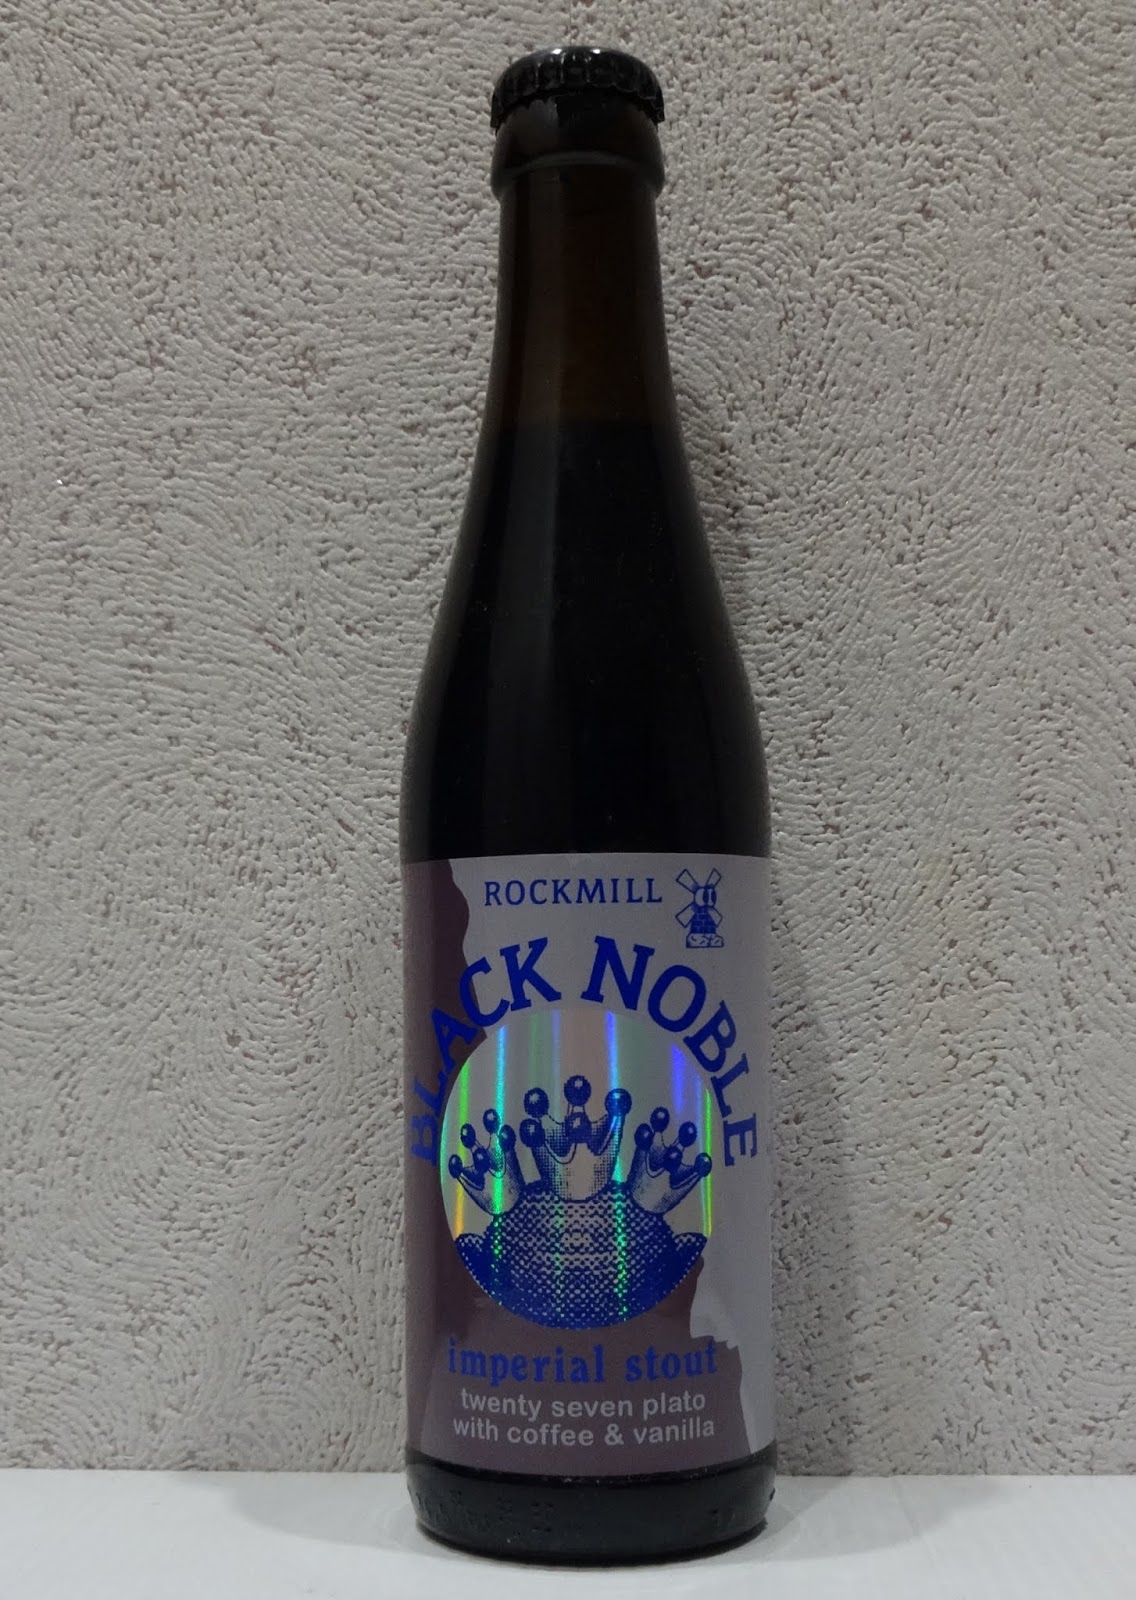 ROCKMILL
BLACK NOBLE
imperial stout
twenty seven plato
with coffee & vanilla